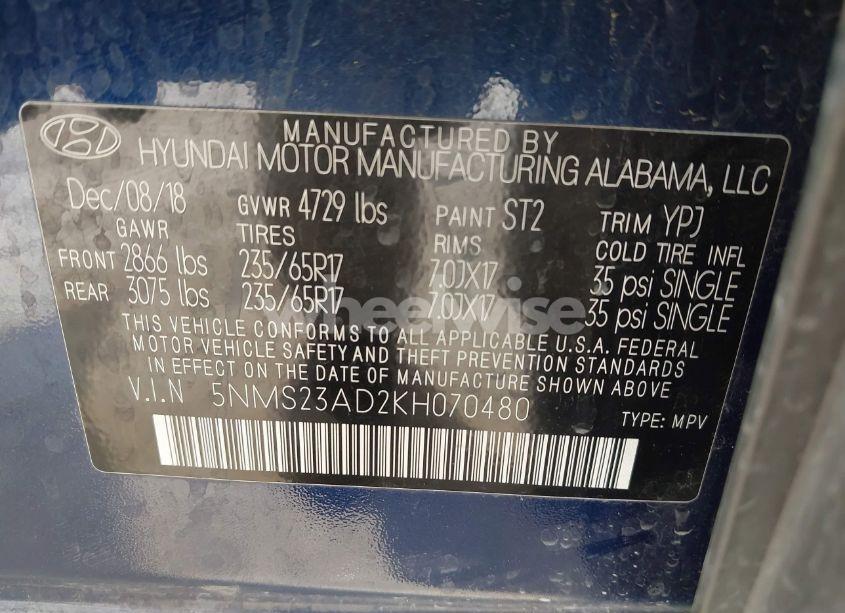 MANUFACTURED BY
HYUNDAI MOTOR MANUFACTURING ALABAMA, LLC
Dec/08/18 GVWR 4729 lbs PAINT ST2 TRIM YPJ
GAWR TIRES RIMS COLD TIRE INFL
FRONT 2866 lbs 235/65R17 7.0JX17 35 psi SINGLE
REAR 3075 lbs 235/65R17 7.0JX17 35 psi SINGLE
wheelwise
THIS VEHICLE CONFORMS TO ALL APPLICABLE U.S.A. FEDERAL
MOTOR VEHICLE SAFETY AND THEFT PREVENTION STANDARDS
IN EFFECT ON THE DATE OF MANUFACTURE SHOWN ABOVE
V.I.N 5NMS23AD2KH070480 TYPE: MPV